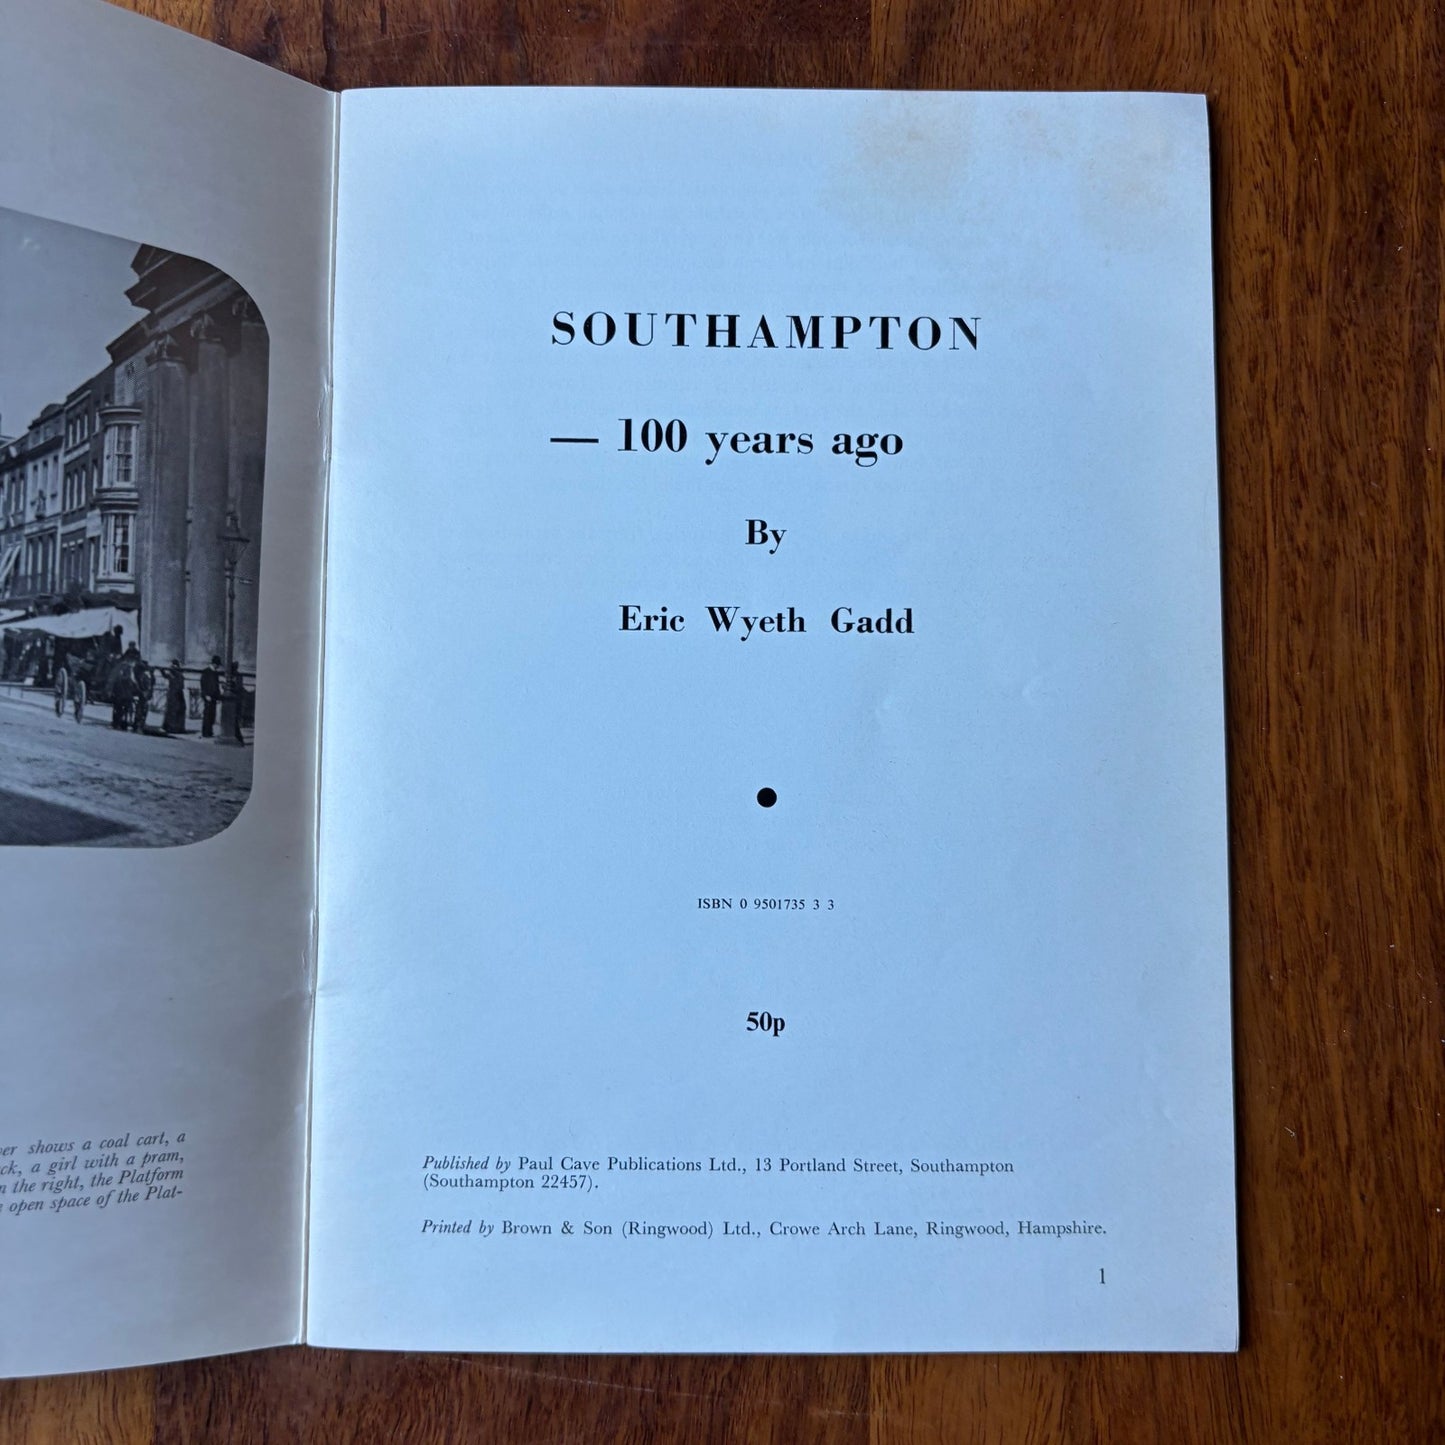 shows a coal cart, a
a girl with a pram,
the right, the Platform
open space of the Plat-
SOUTHAMPTON
— 100 years ago
By
Eric Wyeth Gadd
ISBN 0 9501735 3 3
50p
Published by Paul Cave Publications Ltd., 13 Portland Street, Southampton
(Southampton 22457).
Printed by Brown & Son (Ringwood) Ltd., Crowe Arch Lane, Ringwood, Hampshire.
1